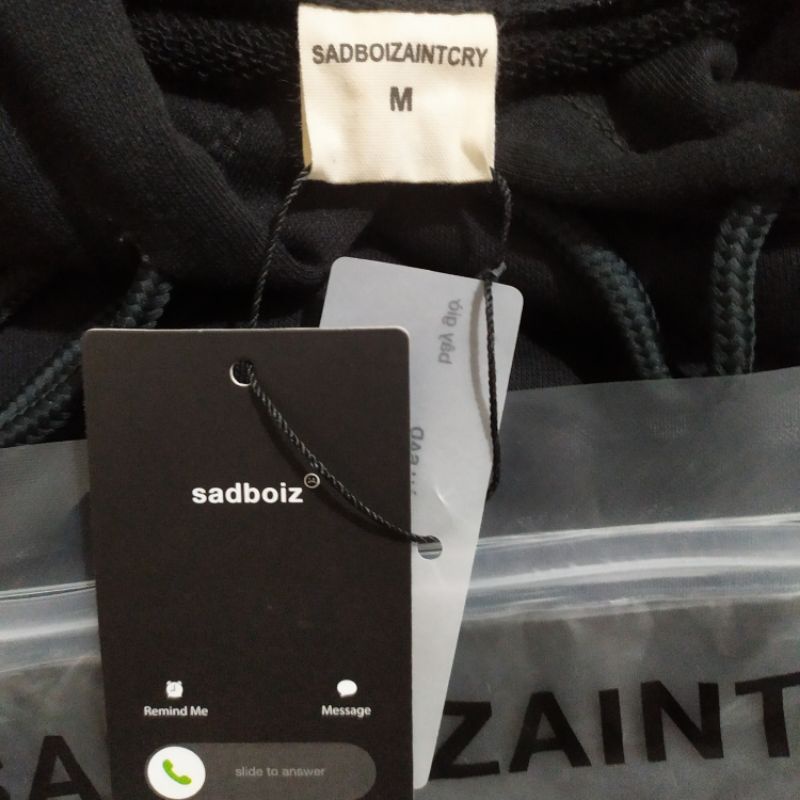 SADBOIZAINTCRY
M
sadboiz
Remind Me
Message
slide to answer
ZAINT